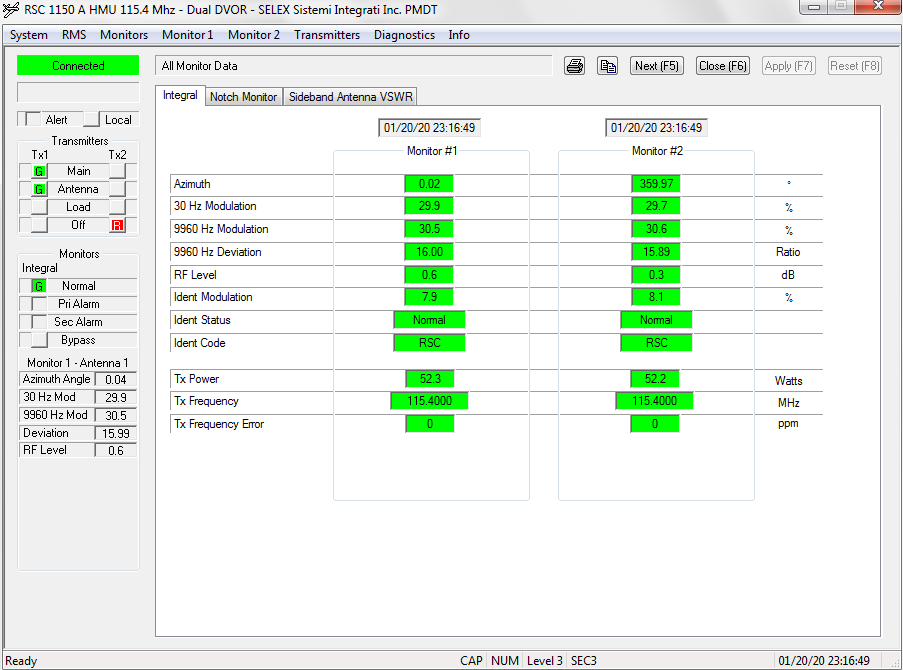 RSC 1150 A HMU 115.4 Mhz - Dual DVOR - SELEX Sistemi Integrati Inc. PMDT
System RMS Monitors Monitor 1 Monitor 2 Transmitters Diagnostics Info
Connected
All Monitor Data
Next (F5) Close (F6) Apply (F7) Reset (F8)
Alert Local
Transmitters
Tx1 Tx2
G Main
G Antenna
Load
Off R
Monitors
Integral
G Normal
Pri Alarm
Sec Alarm
Bypass
Monitor 1 - Antenna 1
Azimuth Angle 0.04
30 Hz Mod 29.9
9960 Hz Mod 30.5
Deviation 15.99
RF Level 0.6
Integral Notch Monitor Sideband Antenna VSWR
01/20/20 23:16:49 01/20/20 23:16:49
Monitor #1 Monitor #2
Azimuth 0.02 359.97 °
30 Hz Modulation 29.9 29.7 %
9960 Hz Modulation 30.5 30.6 %
9960 Hz Deviation 16.00 15.89 Ratio
RF Level 0.6 0.3 dB
Ident Modulation 7.9 8.1 %
Ident Status Normal Normal
Ident Code RSC RSC
Tx Power 52.3 52.2 Watts
Tx Frequency 115.4000 115.4000 MHz
Tx Frequency Error 0 0 ppm
Ready CAP NUM Level 3 SEC3 01/20/20 23:16:49